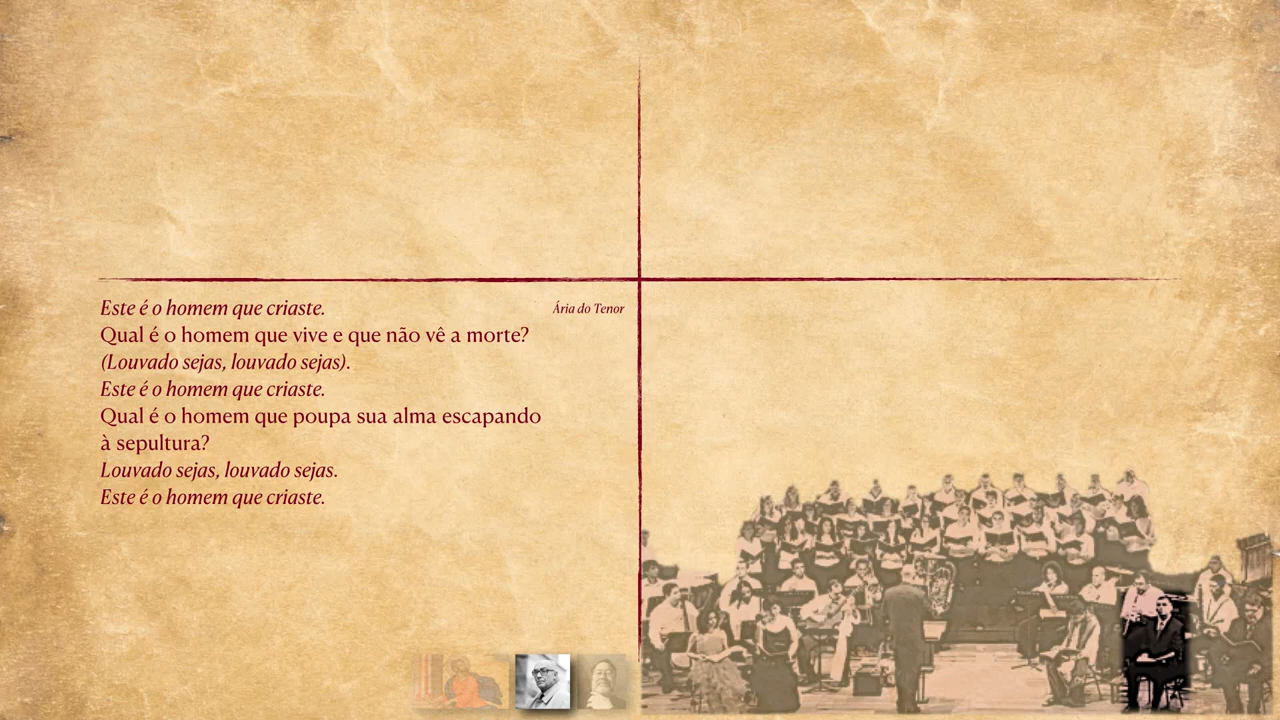 Este é o homem que criaste.
Ária do Tenor
Qual é o homem que vive e que não vê a morte?
(Louvado sejas, louvado sejas).
Este é o homem que criaste.
Qual é o homem que poupa sua alma escapando
à sepultura?
Louvado sejas, louvado sejas.
Este é o homem que criaste.